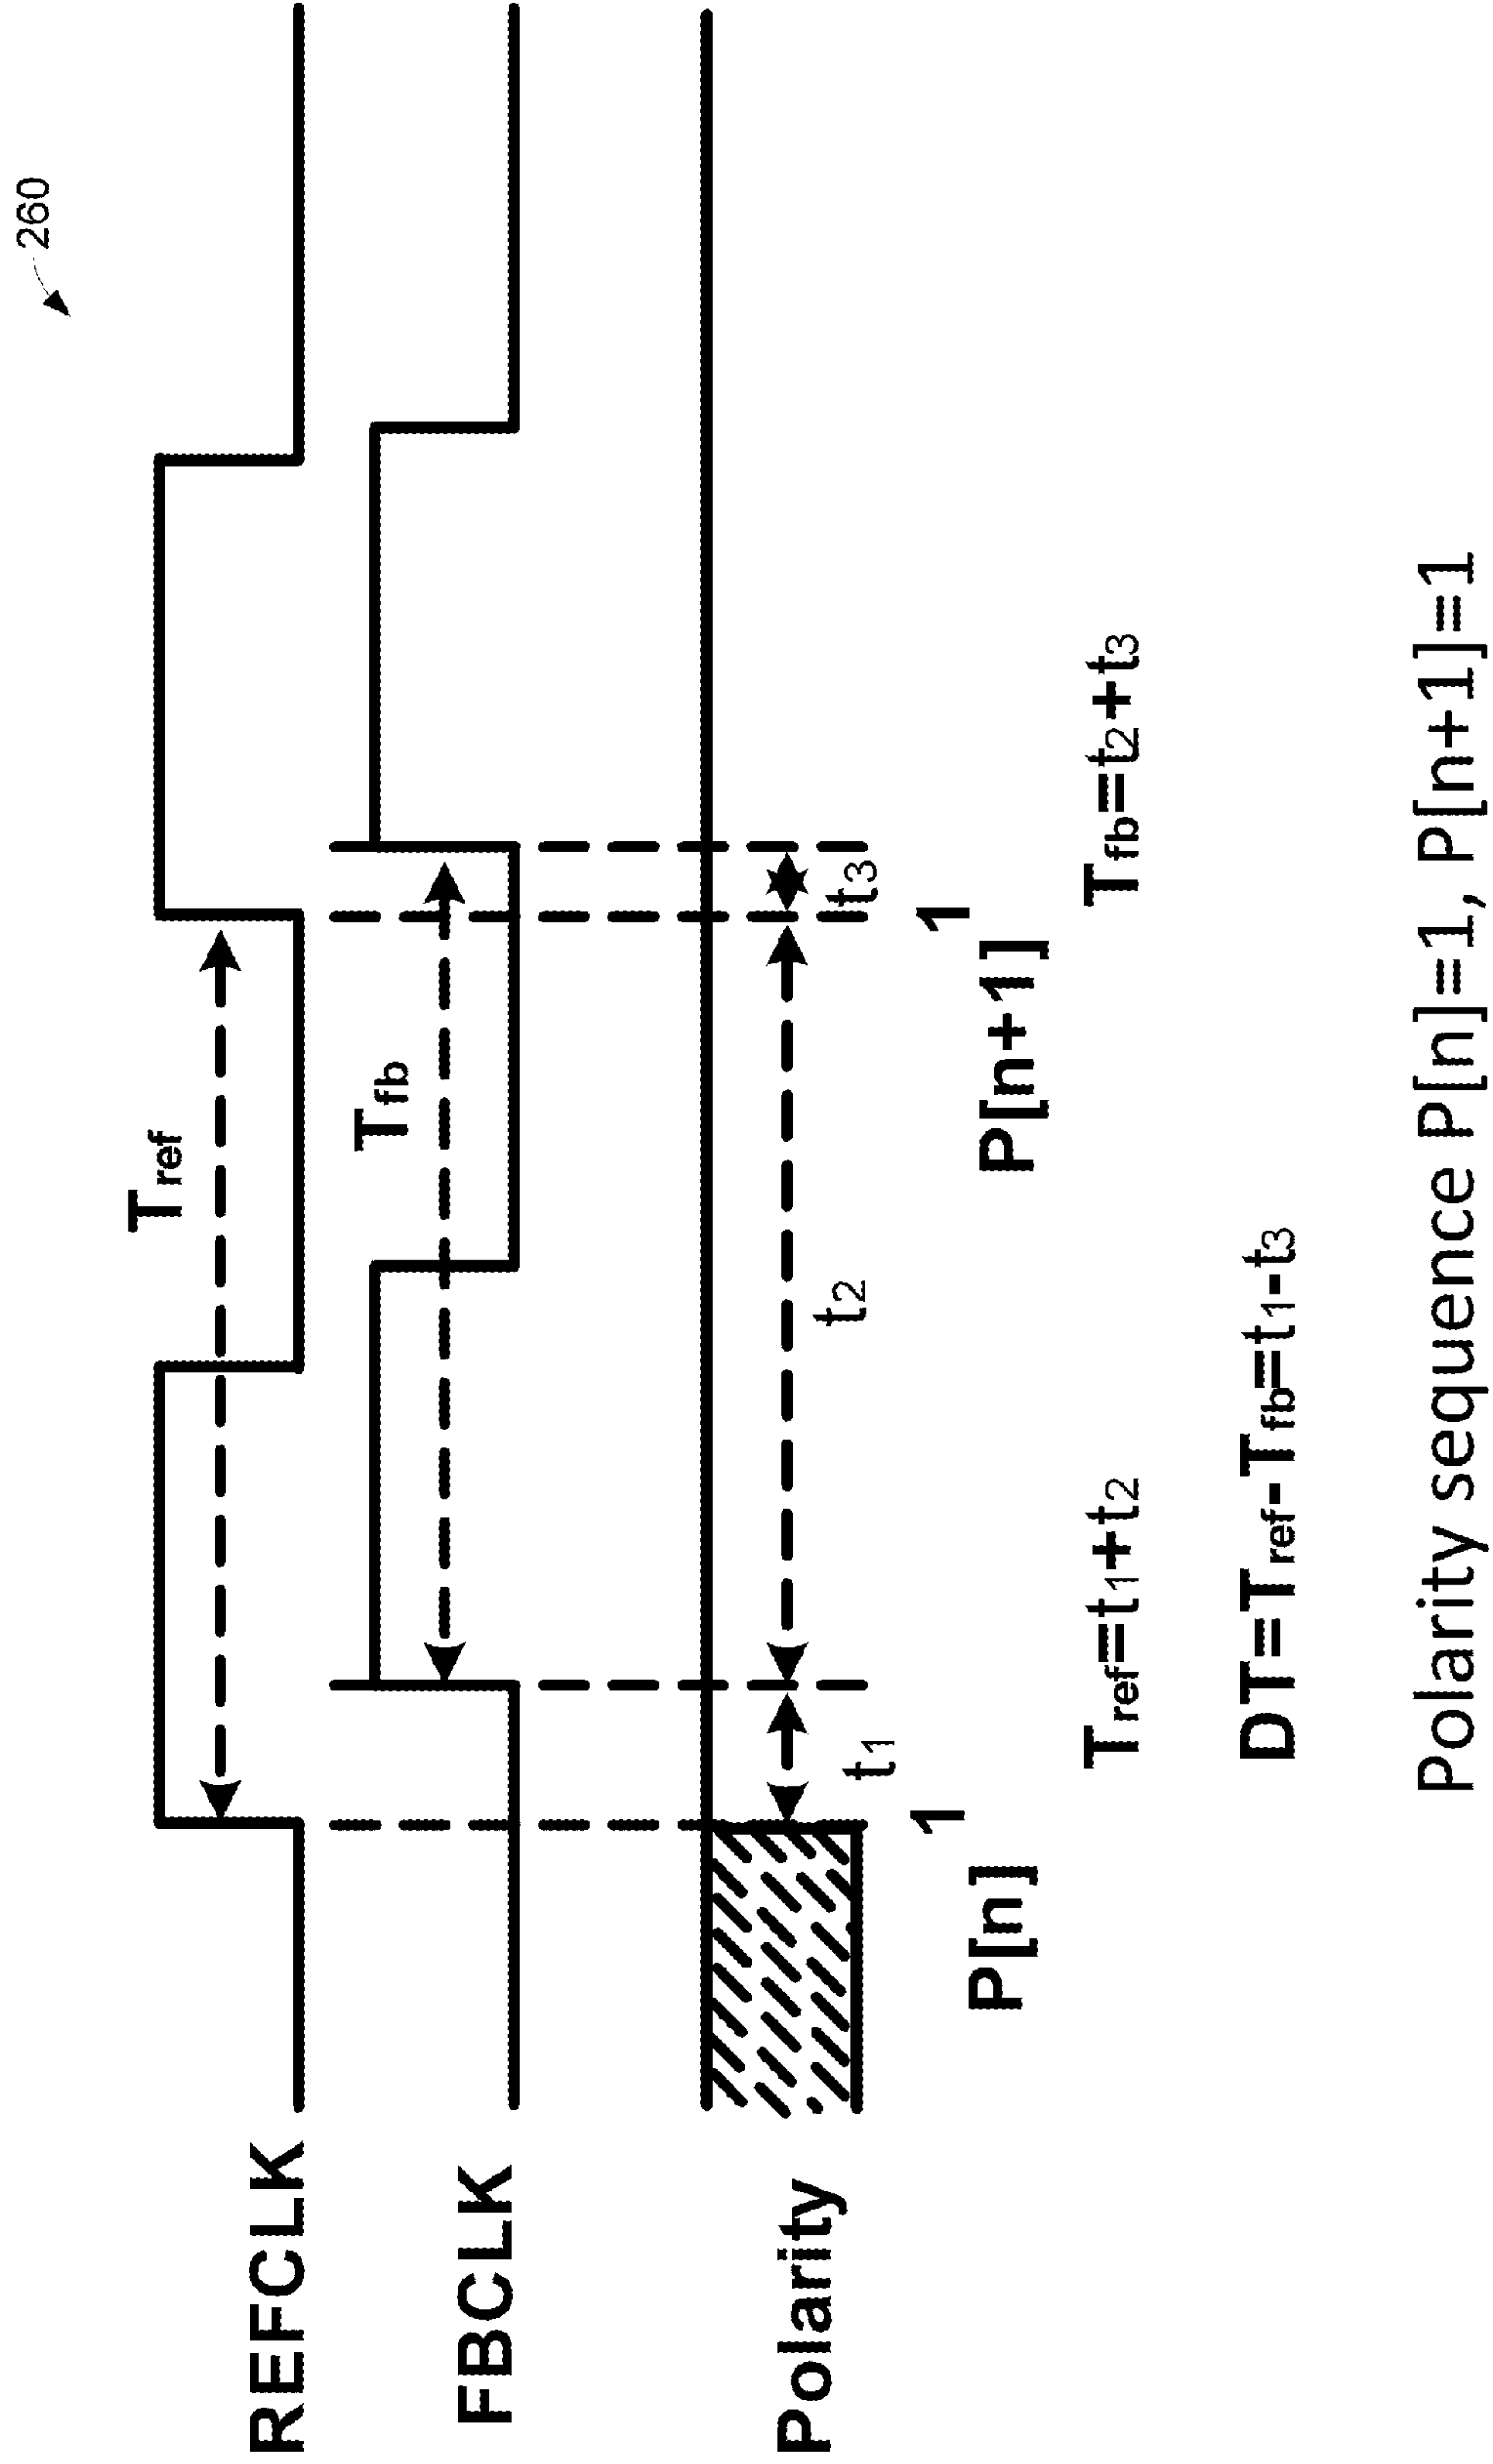 260
REFCLK
Tref
FBCLK
Tfb
Polarity
t1
t2
t3
1
1
P[n]
P[n+1]
Tref=t1+t2
Tfb=t2+t3
DT=Tref-Tfb=t1-t3
Polarity sequence P[n]=1, P[n+1]=1